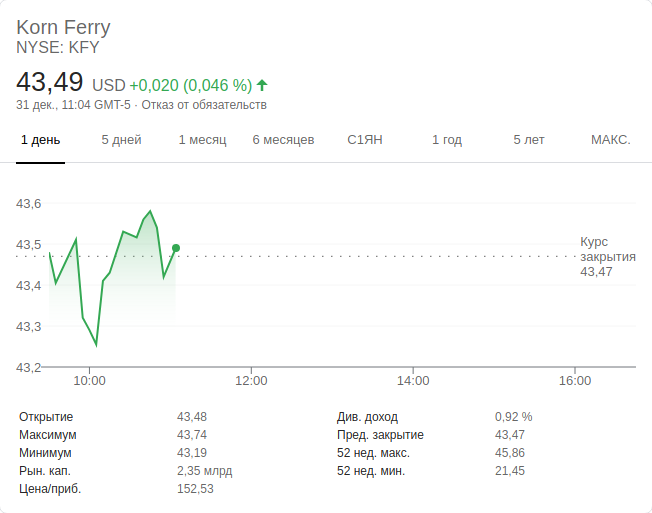 Korn Ferry
NYSE: KFY
43,49 USD +0,020 (0,046 %)
31 дек., 11:04 GMT-5 · Отказ от обязательств
1 день 5 дней 1 месяц 6 месяцев С1ЯН 1 год 5 лет МАКС.
43,6
43,5
43,4
43,3
43,2
Курс
закрытия
43,47
10:00 12:00 14:00 16:00
Открытие 43,48
Максимум 43,74
Минимум 43,19
Рын. кап. 2,35 млрд
Цена/приб. 152,53
Див. доход 0,92 %
Пред. закрытие 43,47
52 нед. макс. 45,86
52 нед. мин. 21,45